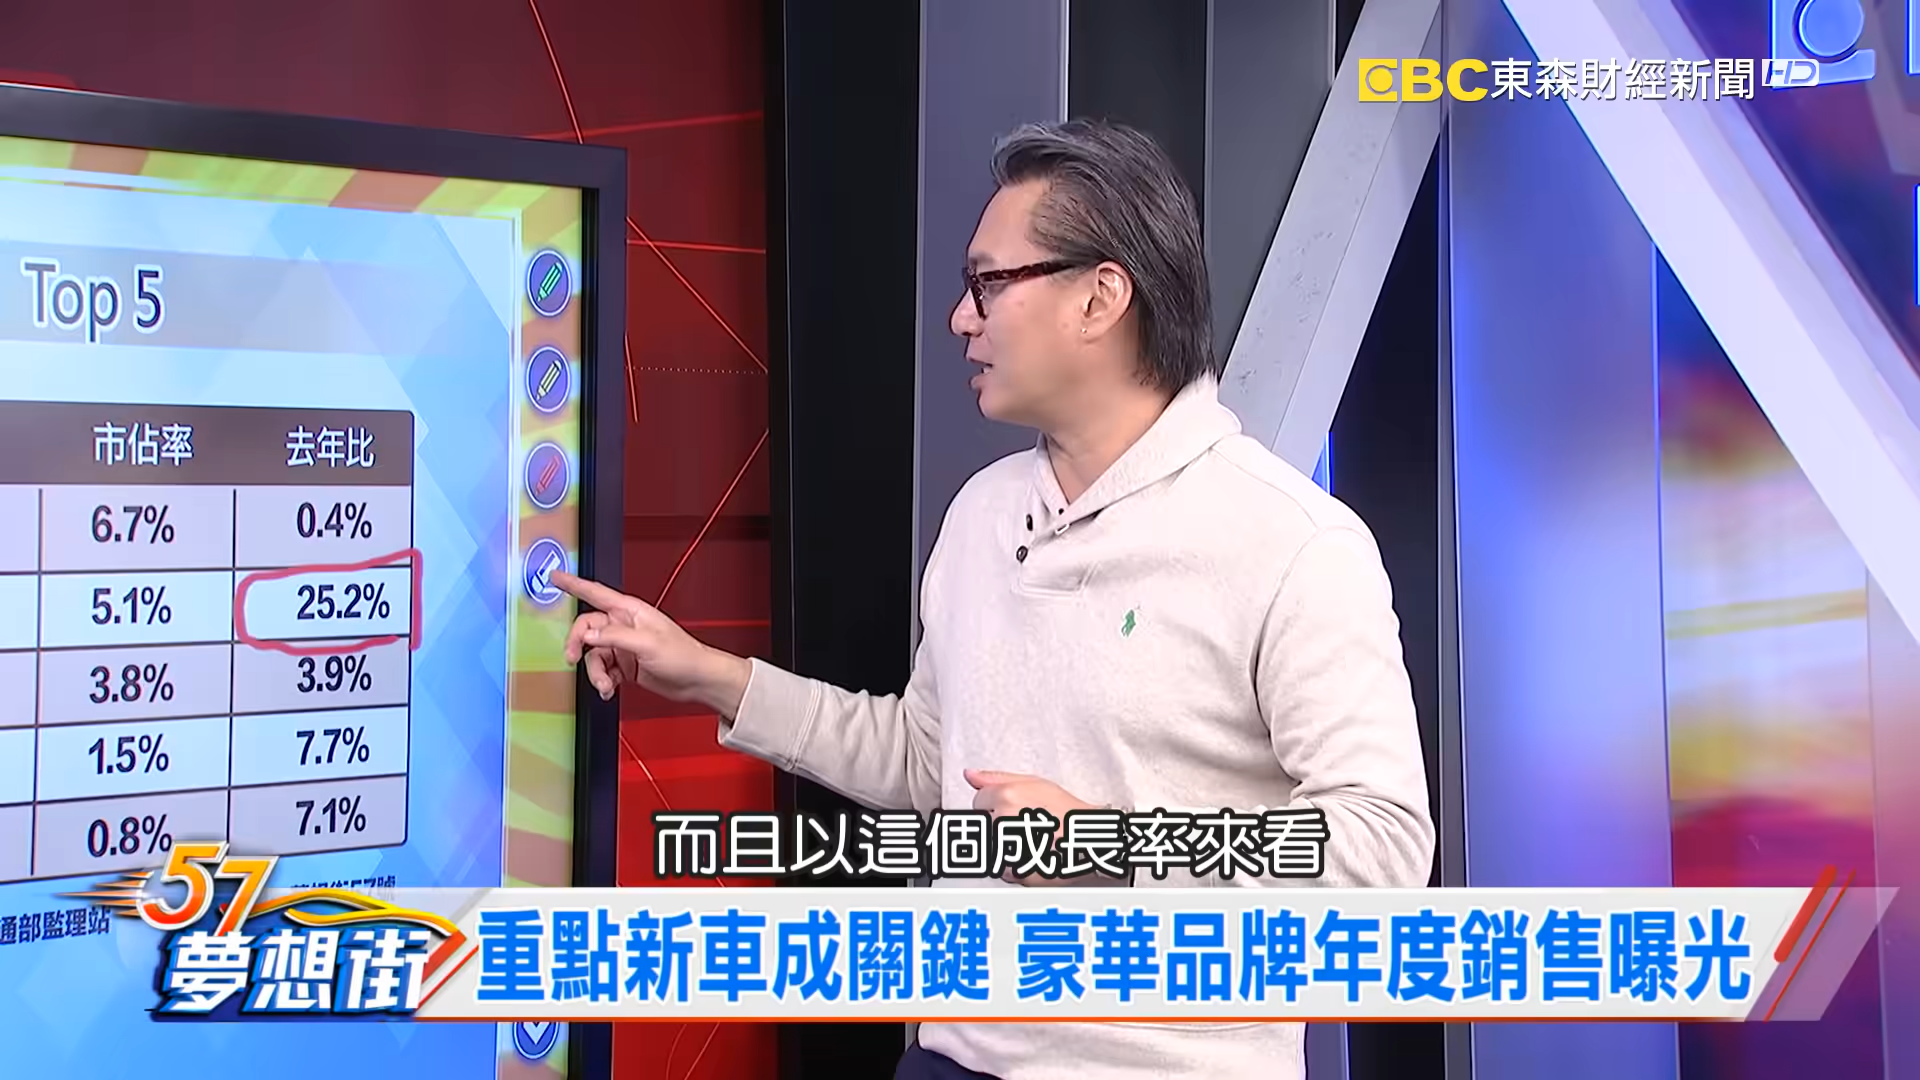 EBC東森財經新聞HD
Top 5
市佔率 去年比
6.7% 0.4%
5.1% 25.2%
3.8% 3.9%
1.5% 7.7%
0.8% 7.1%
而且以這個成長率來看
通部監理站
57
夢想街
重點新車成關鍵 豪華品牌年度銷售曝光